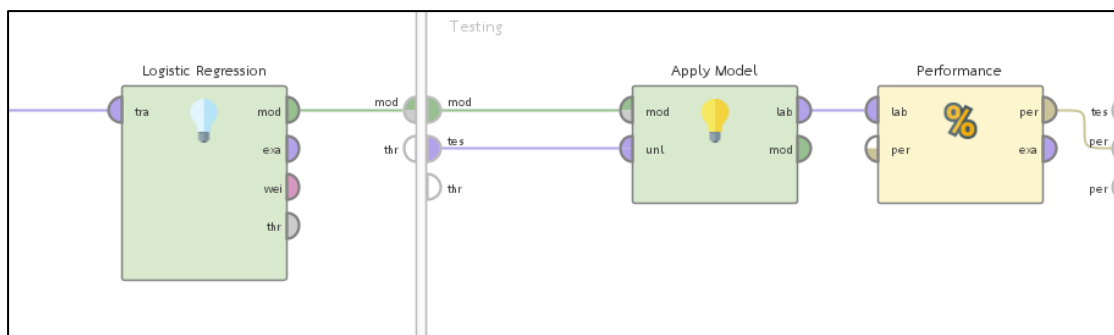 Testing
Logistic Regression
tra
mod
exa
wei
thr
mod
thr
mod
tes
thr
Apply Model
mod
unl
lab
mod
Performance
%
lab
per
per
exa
tes
per
per